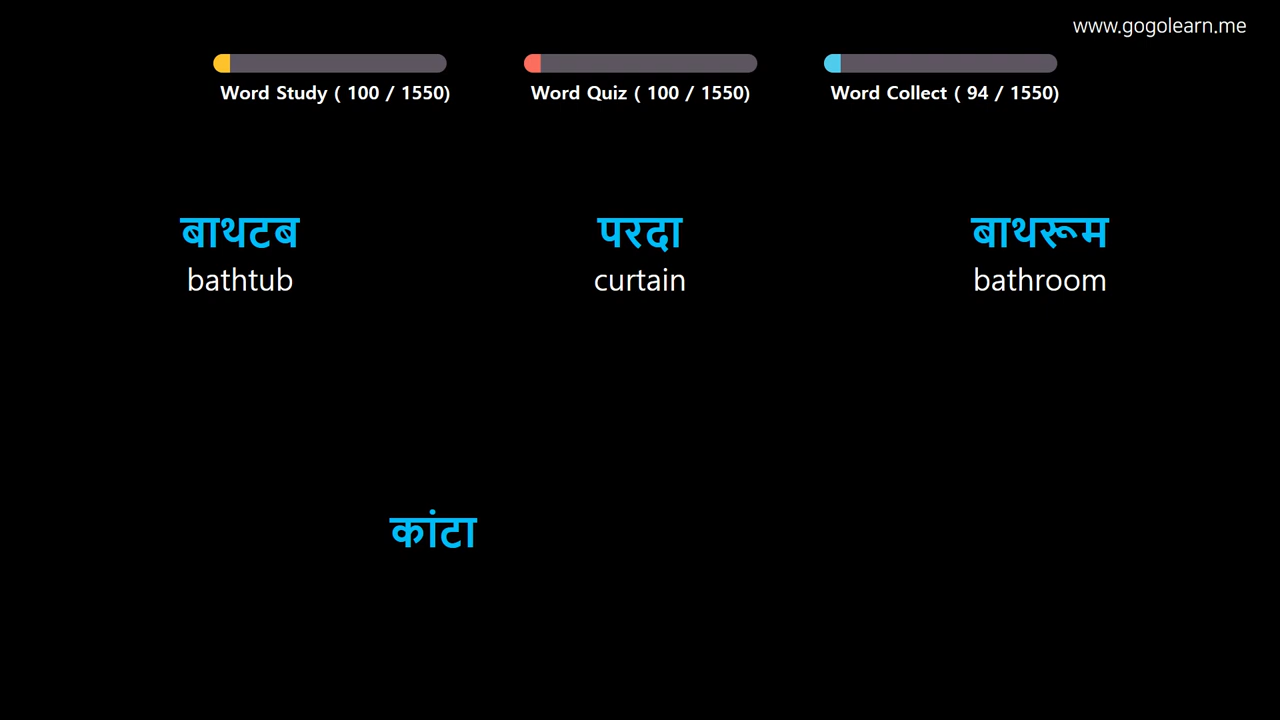 www.gogolearn.me
Word Study ( 100 / 1550)
Word Quiz ( 100 / 1550)
Word Collect ( 94 / 1550)
बाथटब
bathtub
परदा
curtain
बाथरूम
bathroom
कांटा